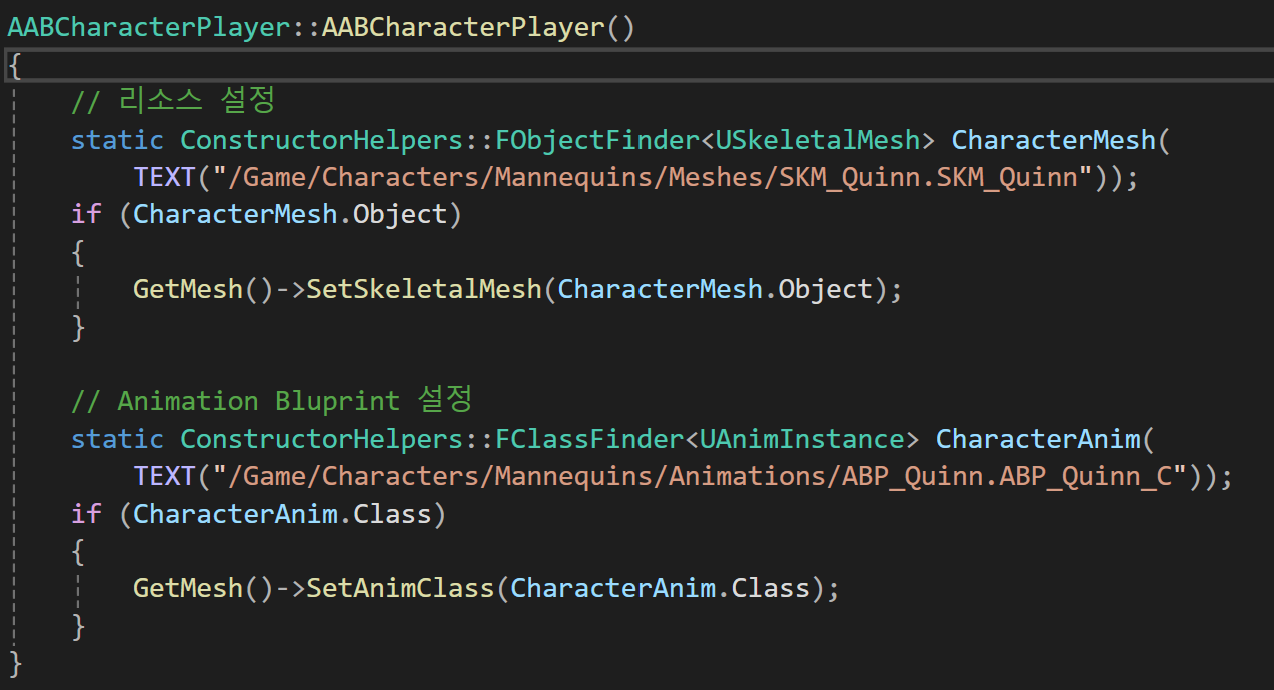 AABCharacterPlayer::AABCharacterPlayer()
{
// 리소스 설정
static ConstructorHelpers::FObjectFinder<USkeletalMesh> CharacterMesh(
TEXT("/Game/Characters/Mannequins/Meshes/SKM_Quinn.SKM_Quinn"));
if (CharacterMesh.Object)
{
GetMesh()->SetSkeletalMesh(CharacterMesh.Object);
}
// Animation Bluprint 설정
static ConstructorHelpers::FClassFinder<UAnimInstance> CharacterAnim(
TEXT("/Game/Characters/Mannequins/Animations/ABP_Quinn.ABP_Quinn_C"));
if (CharacterAnim.Class)
{
GetMesh()->SetAnimClass(CharacterAnim.Class);
}
}